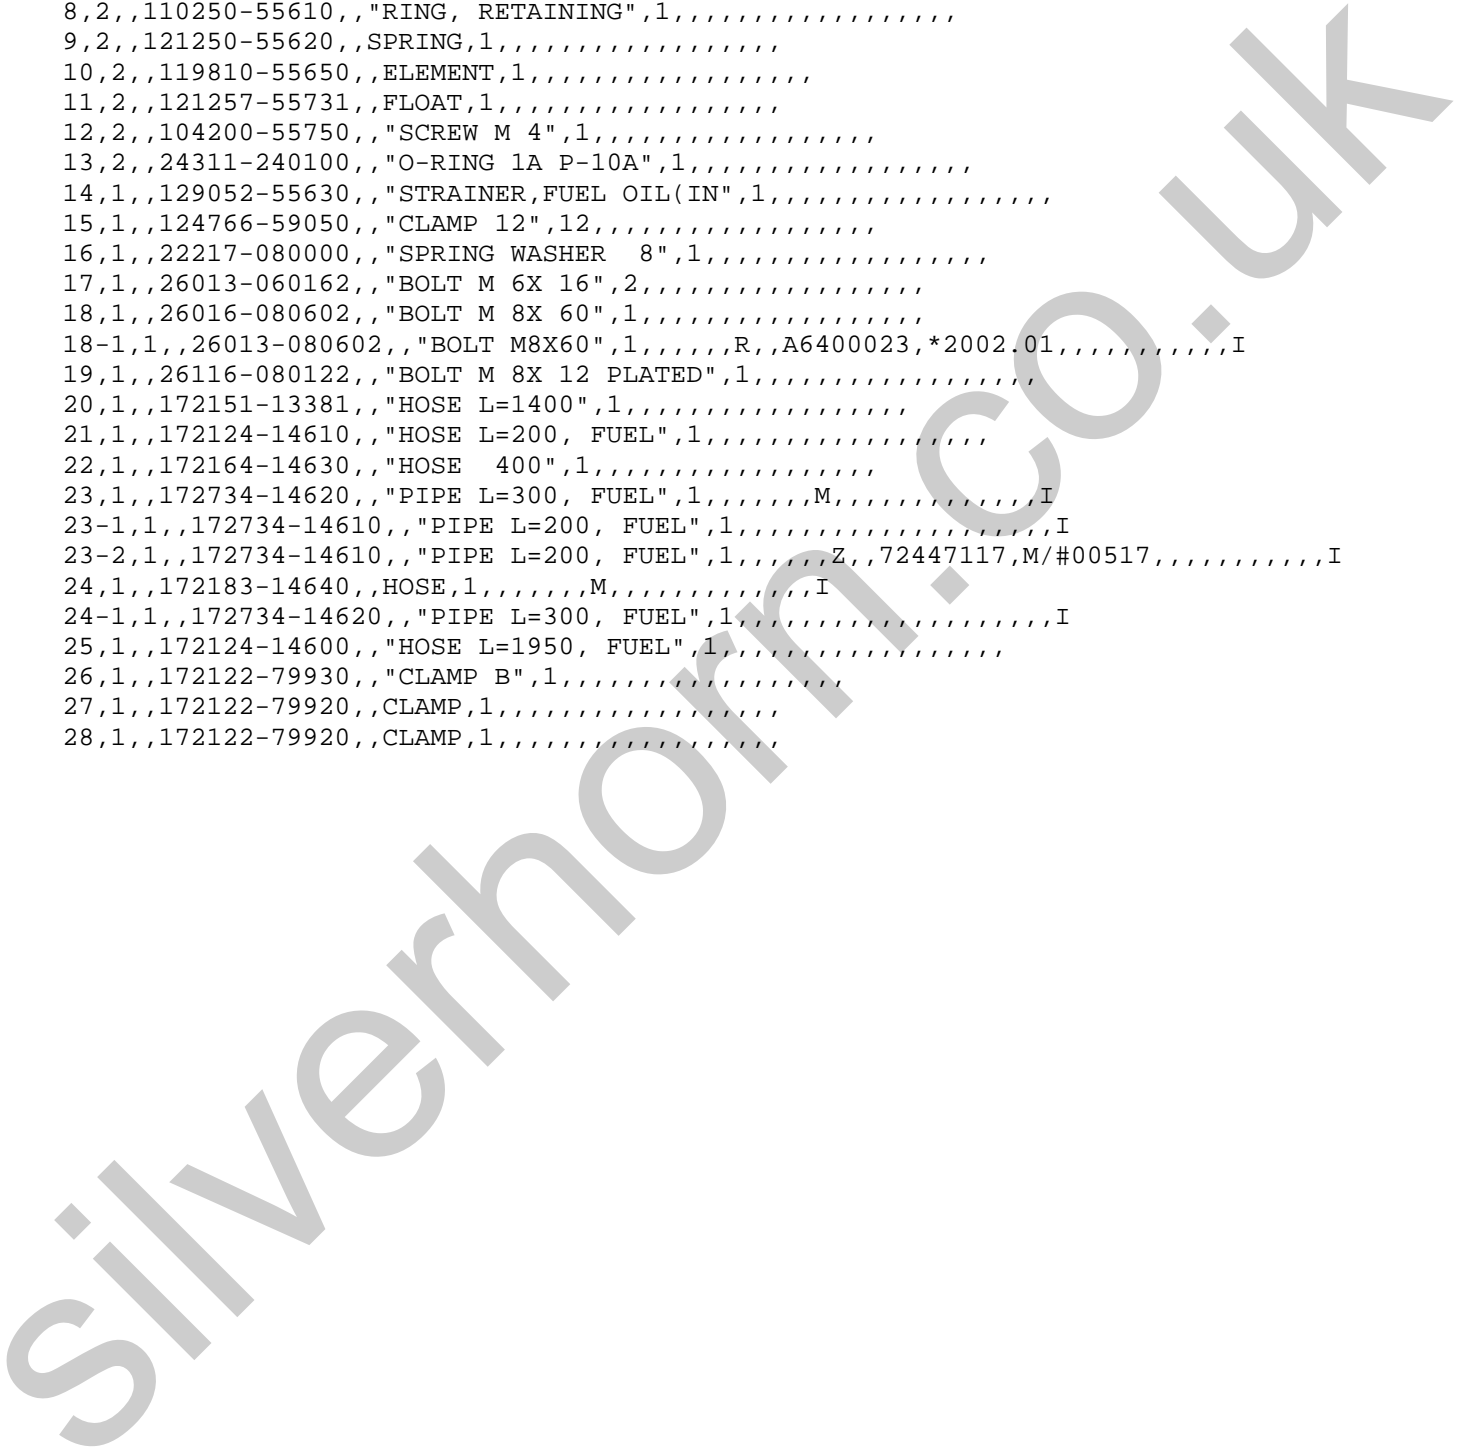 8,2,,110250-55610,,"RING, RETAINING",1,,,,,,,,,,,,,,,,,,
9,2,,121250-55620,,SPRING,1,,,,,,,,,,,,,,,,,,
10,2,,119810-55650,,ELEMENT,1,,,,,,,,,,,,,,,,,,
11,2,,121257-55731,,FLOAT,1,,,,,,,,,,,,,,,,,,
12,2,,104200-55750,,"SCREW M 4",1,,,,,,,,,,,,,,,,,,
13,2,,24311-240100,,"O-RING 1A P-10A",1,,,,,,,,,,,,,,,,,,
14,1,,129052-55630,,"STRAINER,FUEL OIL(IN",1,,,,,,,,,,,,,,,,,,
15,1,,124766-59050,,"CLAMP 12",12,,,,,,,,,,,,,,,,,,
16,1,,22217-080000,,"SPRING WASHER  8",1,,,,,,,,,,,,,,,,,,
17,1,,26013-060162,,"BOLT M 6X 16",2,,,,,,,,,,,,,,,,,,
18,1,,26016-080602,,"BOLT M 8X 60",1,,,,,,,,,,,,,,,,,,
18-1,1,,26013-080602,,"BOLT M8X60",1,,,,,,R,,A6400023,*2002.01,,,,,,,,,,,I
19,1,,26116-080122,,"BOLT M 8X 12 PLATED",1,,,,,,,,,,,,,,,,,,
20,1,,172151-13381,,"HOSE L=1400",1,,,,,,,,,,,,,,,,,,
21,1,,172124-14610,,"HOSE L=200, FUEL",1,,,,,,,,,,,,,,,,,,
22,1,,172164-14630,,"HOSE  400",1,,,,,,,,,,,,,,,,,,
23,1,,172734-14620,,"PIPE L=300, FUEL",1,,,,,,,M,,,,,,,,,,,,,I
23-1,1,,172734-14610,,"PIPE L=200, FUEL",1,,,,,,,,,,,,,,,,,,,,I
23-2,1,,172734-14610,,"PIPE L=200, FUEL",1,,,,,,Z,,72447117,M/#00517,,,,,,,,,,,I
24,1,,172183-14640,,HOSE,1,,,,,,,M,,,,,,,,,,,,,I
24-1,1,,172734-14620,,"PIPE L=300, FUEL",1,,,,,,,,,,,,,,,,,,,,I
25,1,,172124-14600,,"HOSE L=1950, FUEL",1,,,,,,,,,,,,,,,,,,
26,1,,172122-79930,,"CLAMP B",1,,,,,,,,,,,,,,,,,,
27,1,,172122-79920,,CLAMP,1,,,,,,,,,,,,,,,,,,
28,1,,172122-79920,,CLAMP,1,,,,,,,,,,,,,,,,,,
silverhorn.co.uk